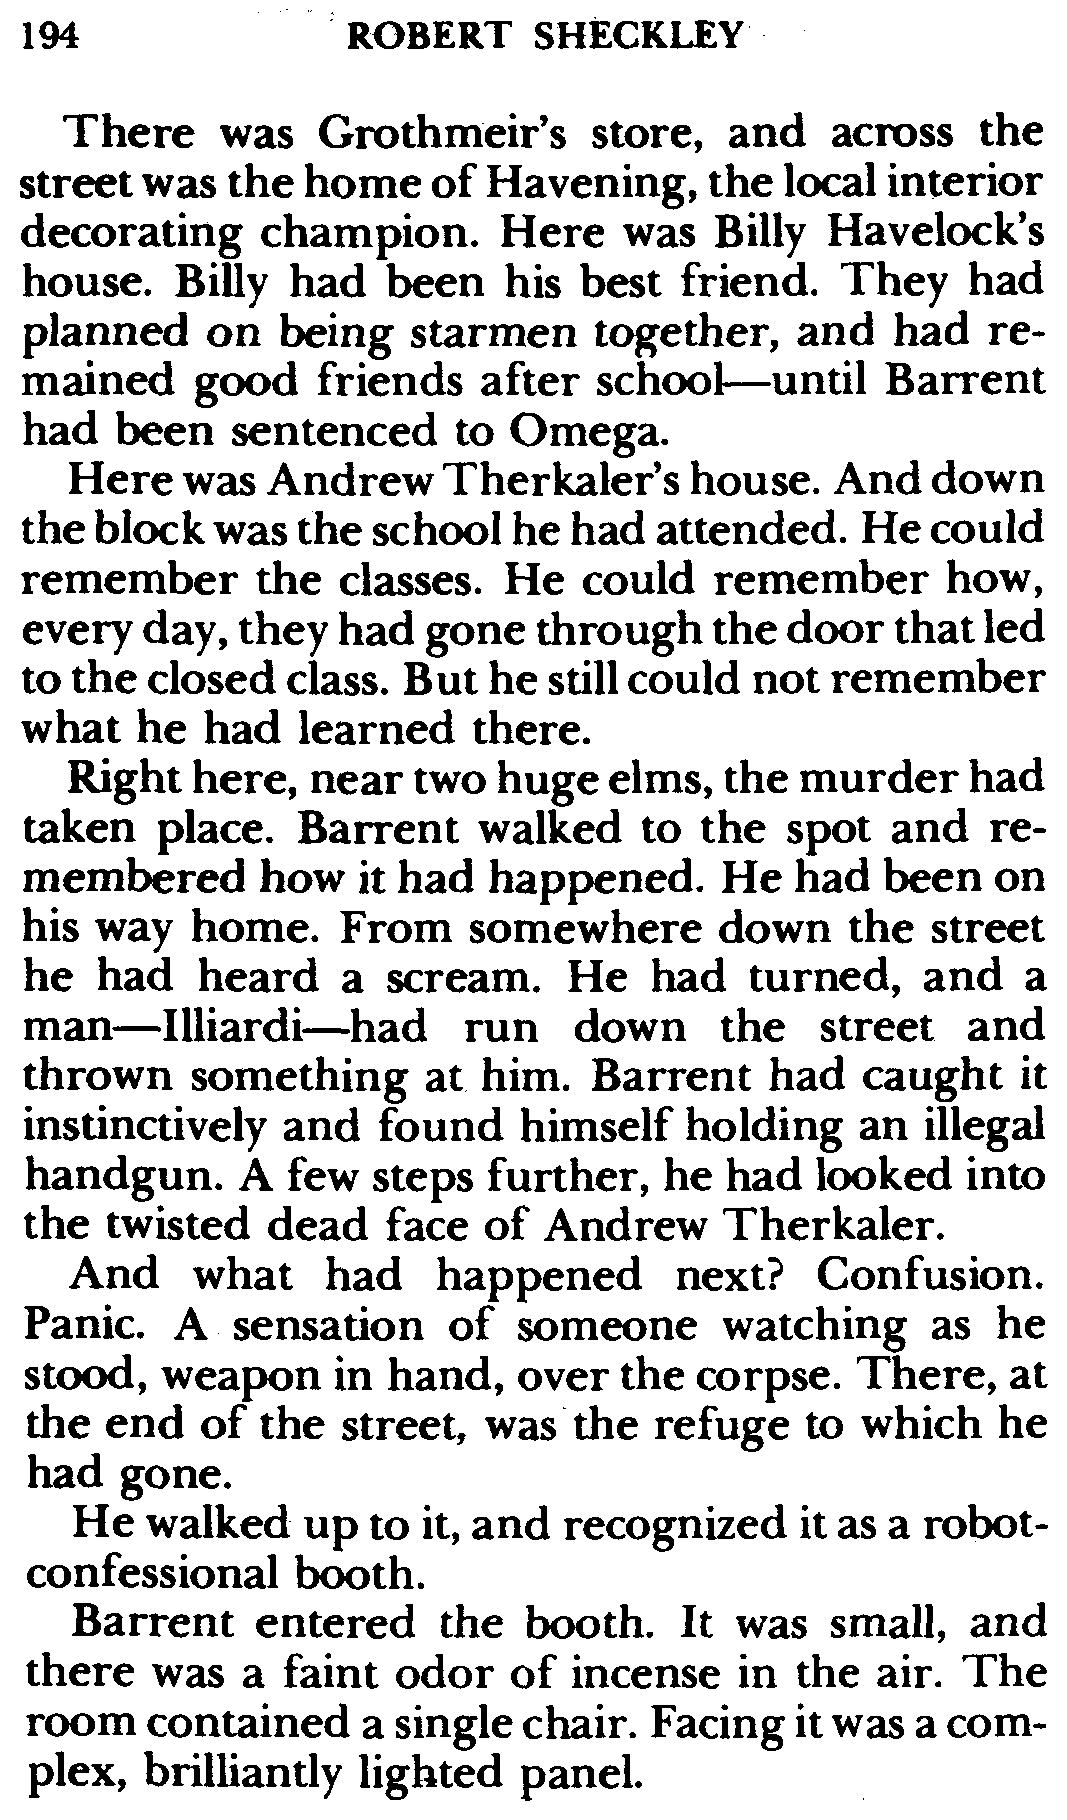 194 ROBERT SHECKLEY
There was Grothmeir's store, and across the
street was the home of Havening, the local interior
decorating champion. Here was Billy Havelock's
house. Billy had been his best friend. They had
planned on being starmen together, and had re-
mained good friends after school—until Barrent
had been sentenced to Omega.
Here was Andrew Therkaler's house. And down
the block was the school he had attended. He could
remember the classes. He could remember how,
every day, they had gone through the door that led
to the closed class. But he still could not remember
what he had learned there.
Right here, near two huge elms, the murder had
taken place. Barrent walked to the spot and re-
membered how it had happened. He had been on
his way home. From somewhere down the street
he had heard a scream. He had turned, and a
man—Illiardi—had run down the street and
thrown something at him. Barrent had caught it
instinctively and found himself holding an illegal
handgun. A few steps further, he had looked into
the twisted dead face of Andrew Therkaler.
And what had happened next? Confusion.
Panic. A sensation of someone watching as he
stood, weapon in hand, over the corpse. There, at
the end of the street, was the refuge to which he
had gone.
He walked up to it, and recognized it as a robot-
confessional booth.
Barrent entered the booth. It was small, and
there was a faint odor of incense in the air. The
room contained a single chair. Facing it was a com-
plex, brilliantly lighted panel.